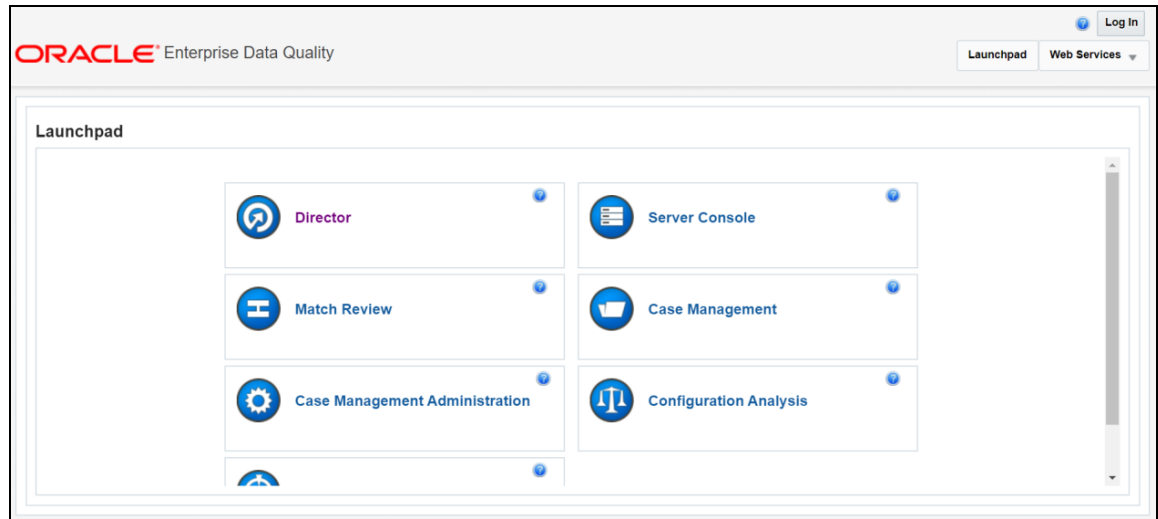 Log In
ORACLE Enterprise Data Quality
Launchpad Web Services
Launchpad
Director
Server Console
Match Review
Case Management
Case Management Administration
Configuration Analysis